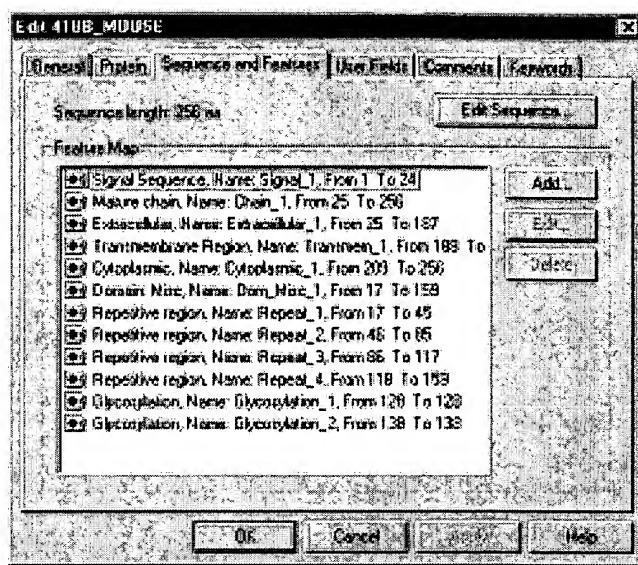 Edit 41BB_MOUSE
General Protein Sequence and Features User Fields Comments Keywords
Sequence length: 256 aa
Edit Sequence...
Feature Map
Signal Sequence, Name: Signal_1, From 1 To 24
Add...
Mature chain, Name: Chain_1, From 25 To 256
Extracellular, Name: Extracellular_1, From 25 To 187
Edit...
Tranmembrane Region, Name: Tranmem_1, From 188 To
Cytoplasmic, Name: Cytoplasmic_1, From 209 To 256
Delete
Domain Misc, Name: Dom_Misc_1, From 17 To 159
Repetitive region, Name: Repeat_1, From 17 To 45
Repetitive region, Name: Repeat_2, From 46 To 85
Repetitive region, Name: Repeat_3, From 86 To 117
Repetitive region, Name: Repeat_4, From 118 To 159
Glycosylation, Name: Glycosylation_1, From 128 To 128
Glycosylation, Name: Glycosylation_2, From 138 To 138
OK Cancel Apply Help